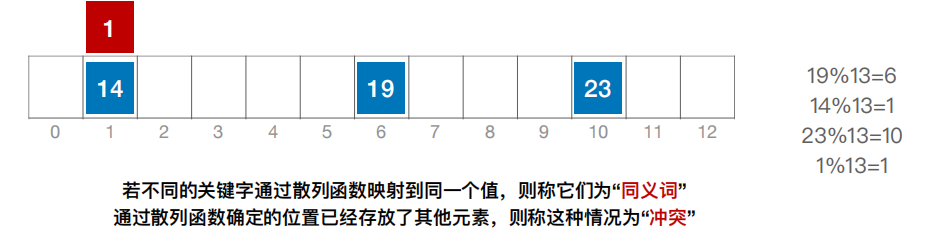 1
14 19 23
0 1 2 3 4 5 6 7 8 9 10 11 12
19%13=6
14%13=1
23%13=10
1%13=1
若不同的关键字通过散列函数映射到同一个值，则称它们为“同义词”
通过散列函数确定的位置已经存放了其他元素，则称这种情况为“冲突”